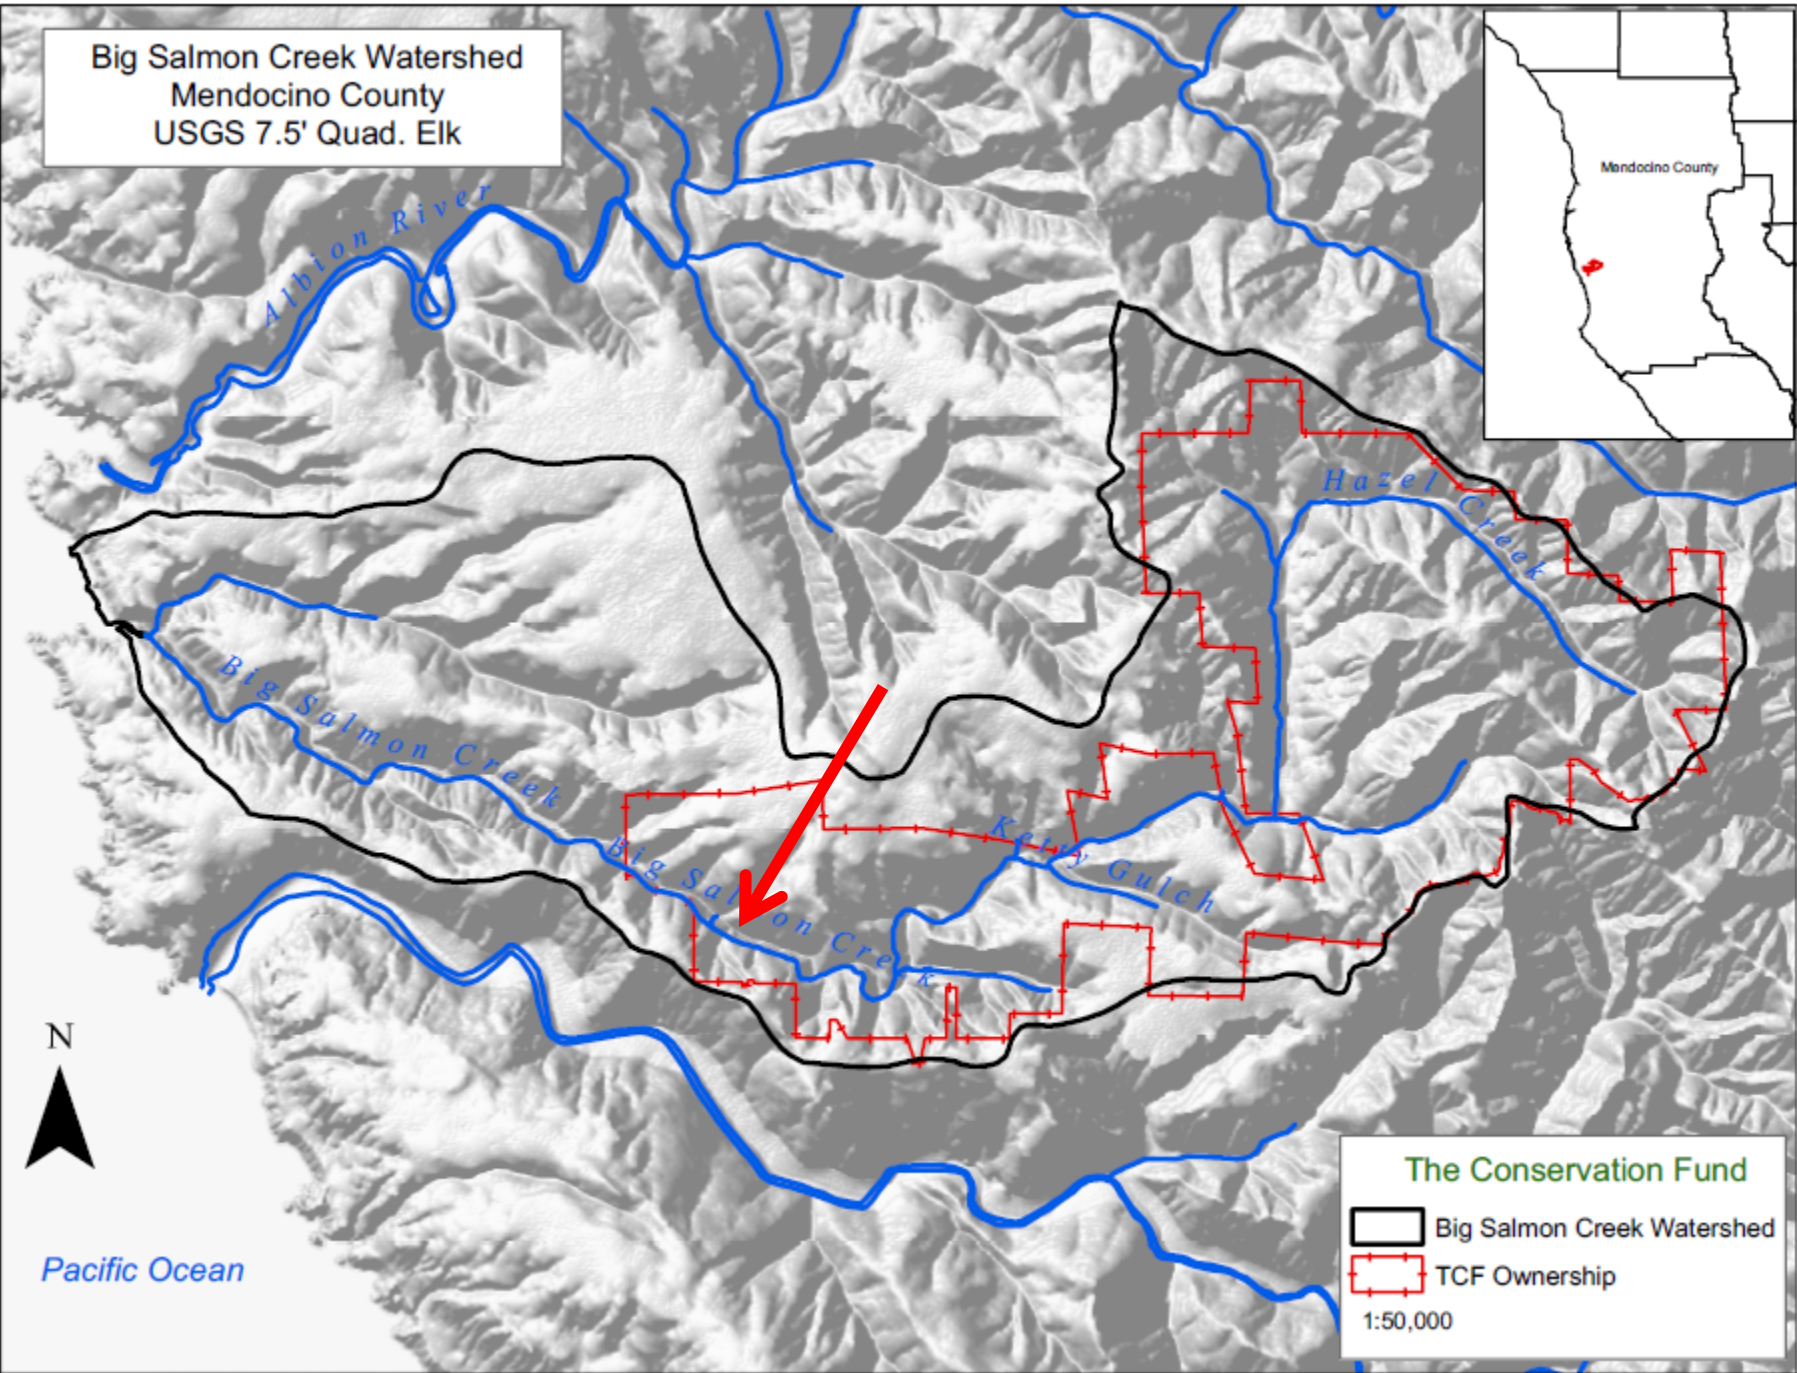 Big Salmon Creek Watershed
Mendocino County
USGS 7.5' Quad. Elk
Mendocino County
Albion River
Hazel Creek
Big Salmon Creek
Big Salmon Creek
Ketty Gulch
N
Pacific Ocean
The Conservation Fund
Big Salmon Creek Watershed
TCF Ownership
1:50,000